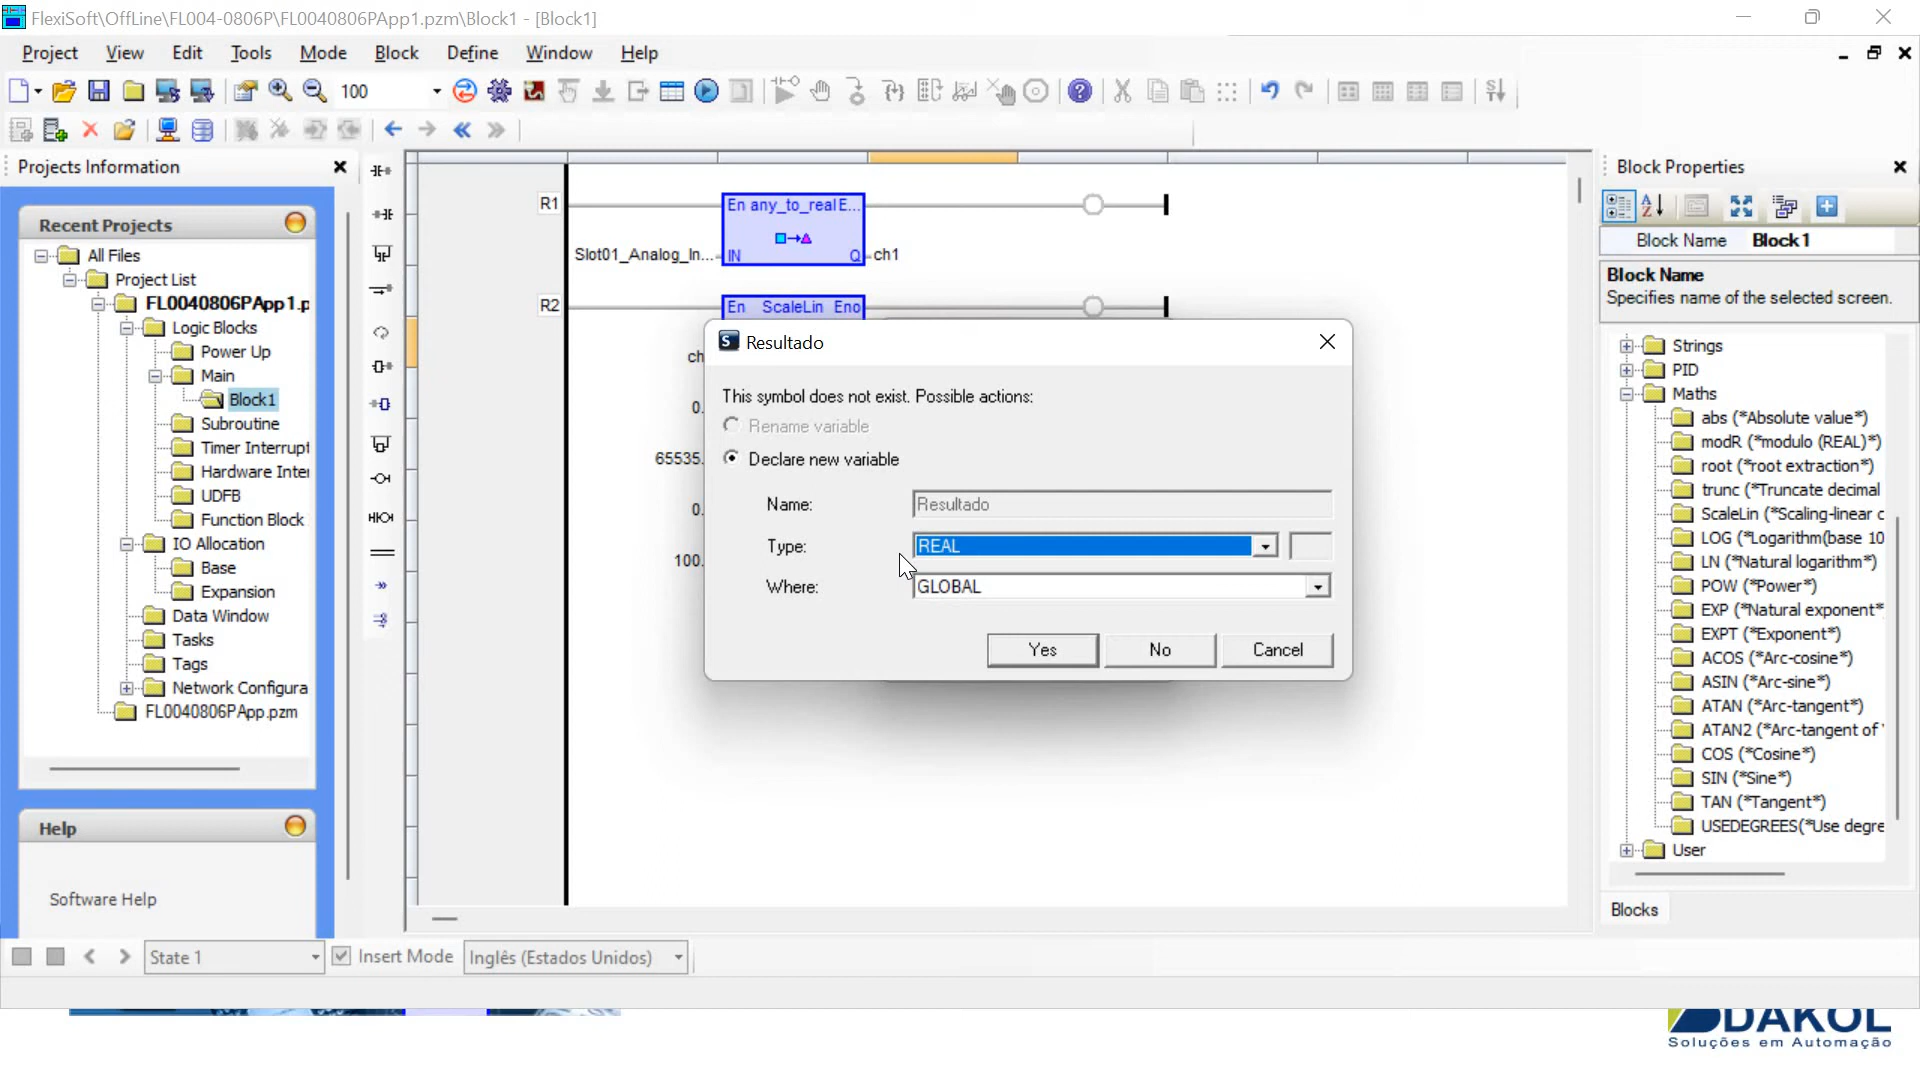 FlexiSoft\OffLine\FL004-0806P\FL0040806PApp1.pzm\Block1 - [Block1]
Project View Edit Tools Mode Block Define Window Help
100
Projects Information
Recent Projects
All Files
Project List
FL0040806PApp1.p
Logic Blocks
Power Up
Main
Block1
Subroutine
Timer Interrupt
Hardware Inte
UDFB
Function Block
IO Allocation
Base
Expansion
Data Window
Tasks
Tags
Network Configura
FL0040806PApp.pzm
Help
Software Help
R1
En any_to_realE...
Slot01_Analog_In...
IN Q
ch1
R2
En ScaleLin Eno
ch
0.
65535.
0.
100.
Resultado
This symbol does not exist. Possible actions:
Rename variable
Declare new variable
Name: Resultado
Type: REAL
Where: GLOBAL
Yes No Cancel
Block Properties
Block Name Block1
Block Name
Specifies name of the selected screen.
Strings
PID
Maths
abs (*Absolute value*)
modR (*modulo (REAL)*)
root (*root extraction*)
trunc (*Truncate decimal
ScaleLin (*Scaling-linear c
LOG (*Logarithm(base 10
LN (*Natural logarithm*)
POW (*Power*)
EXP (*Natural exponent*
EXPT (*Exponent*)
ACOS (*Arc-cosine*)
ASIN (*Arc-sine*)
ATAN (*Arc-tangent*)
ATAN2 (*Arc-tangent of
COS (*Cosine*)
SIN (*Sine*)
TAN (*Tangent*)
USEDEGREES(*Use degre
User
Blocks
State 1 Insert Mode Inglês (Estados Unidos)
DAKOL
Soluções em Automação